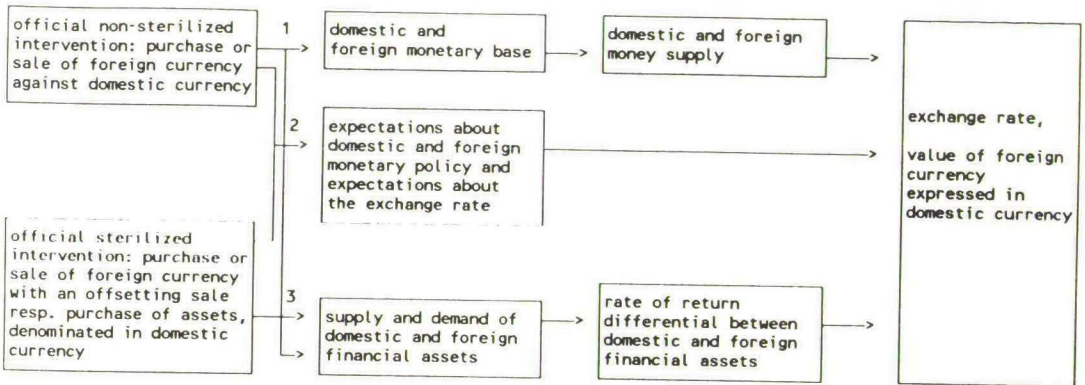 official non-sterilized
intervention: purchase or
sale of foreign currency
against domestic currency
1
domestic and
foreign monetary base
domestic and foreign
money supply
2
expectations about
domestic and foreign
monetary policy and
expectations about
the exchange rate
exchange rate,
value of foreign
currency
expressed in
domestic currency
official sterilized
intervention: purchase or
sale of foreign currency
with an offsetting sale
resp. purchase of assets,
denominated in domestic
currency
3
supply and demand of
domestic and foreign
financial assets
rate of return
differential between
domestic and foreign
financial assets